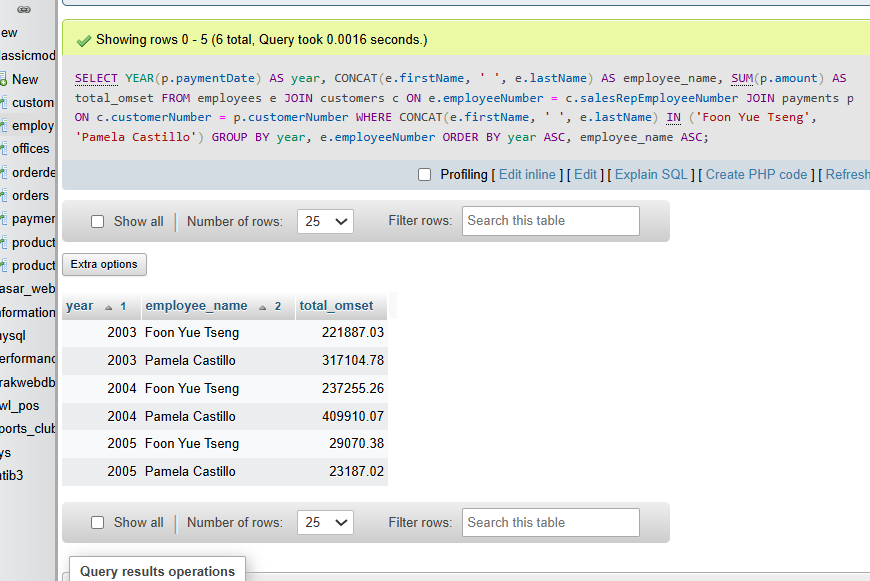 ew
lassicmod
New
custom
employ
offices
orderde
orders
paymer
product
product
asar_web
nformation
nysql
erformanc
rakwebdb
wl_pos
ports_club
ys
ntib3
Showing rows 0 - 5 (6 total, Query took 0.0016 seconds.)
SELECT YEAR(p.paymentDate) AS year, CONCAT(e.firstName, ' ', e.lastName) AS employee_name, SUM(p.amount) AS
total_omset FROM employees e JOIN customers c ON e.employeeNumber = c.salesRepEmployeeNumber JOIN payments p
ON c.customerNumber = p.customerNumber WHERE CONCAT(e.firstName, ' ', e.lastName) IN ('Foon Yue Tseng',
'Pamela Castillo') GROUP BY year, e.employeeNumber ORDER BY year ASC, employee_name ASC;
Profiling [ Edit inline ] [ Edit ] [ Explain SQL ] [ Create PHP code ] [ Refresh
Show all Number of rows: 25 Filter rows: Search this table
Extra options
year 1 employee_name 2 total_omset
2003 Foon Yue Tseng 221887.03
2003 Pamela Castillo 317104.78
2004 Foon Yue Tseng 237255.26
2004 Pamela Castillo 409910.07
2005 Foon Yue Tseng 29070.38
2005 Pamela Castillo 23187.02
Show all Number of rows: 25 Filter rows: Search this table
Query results operations